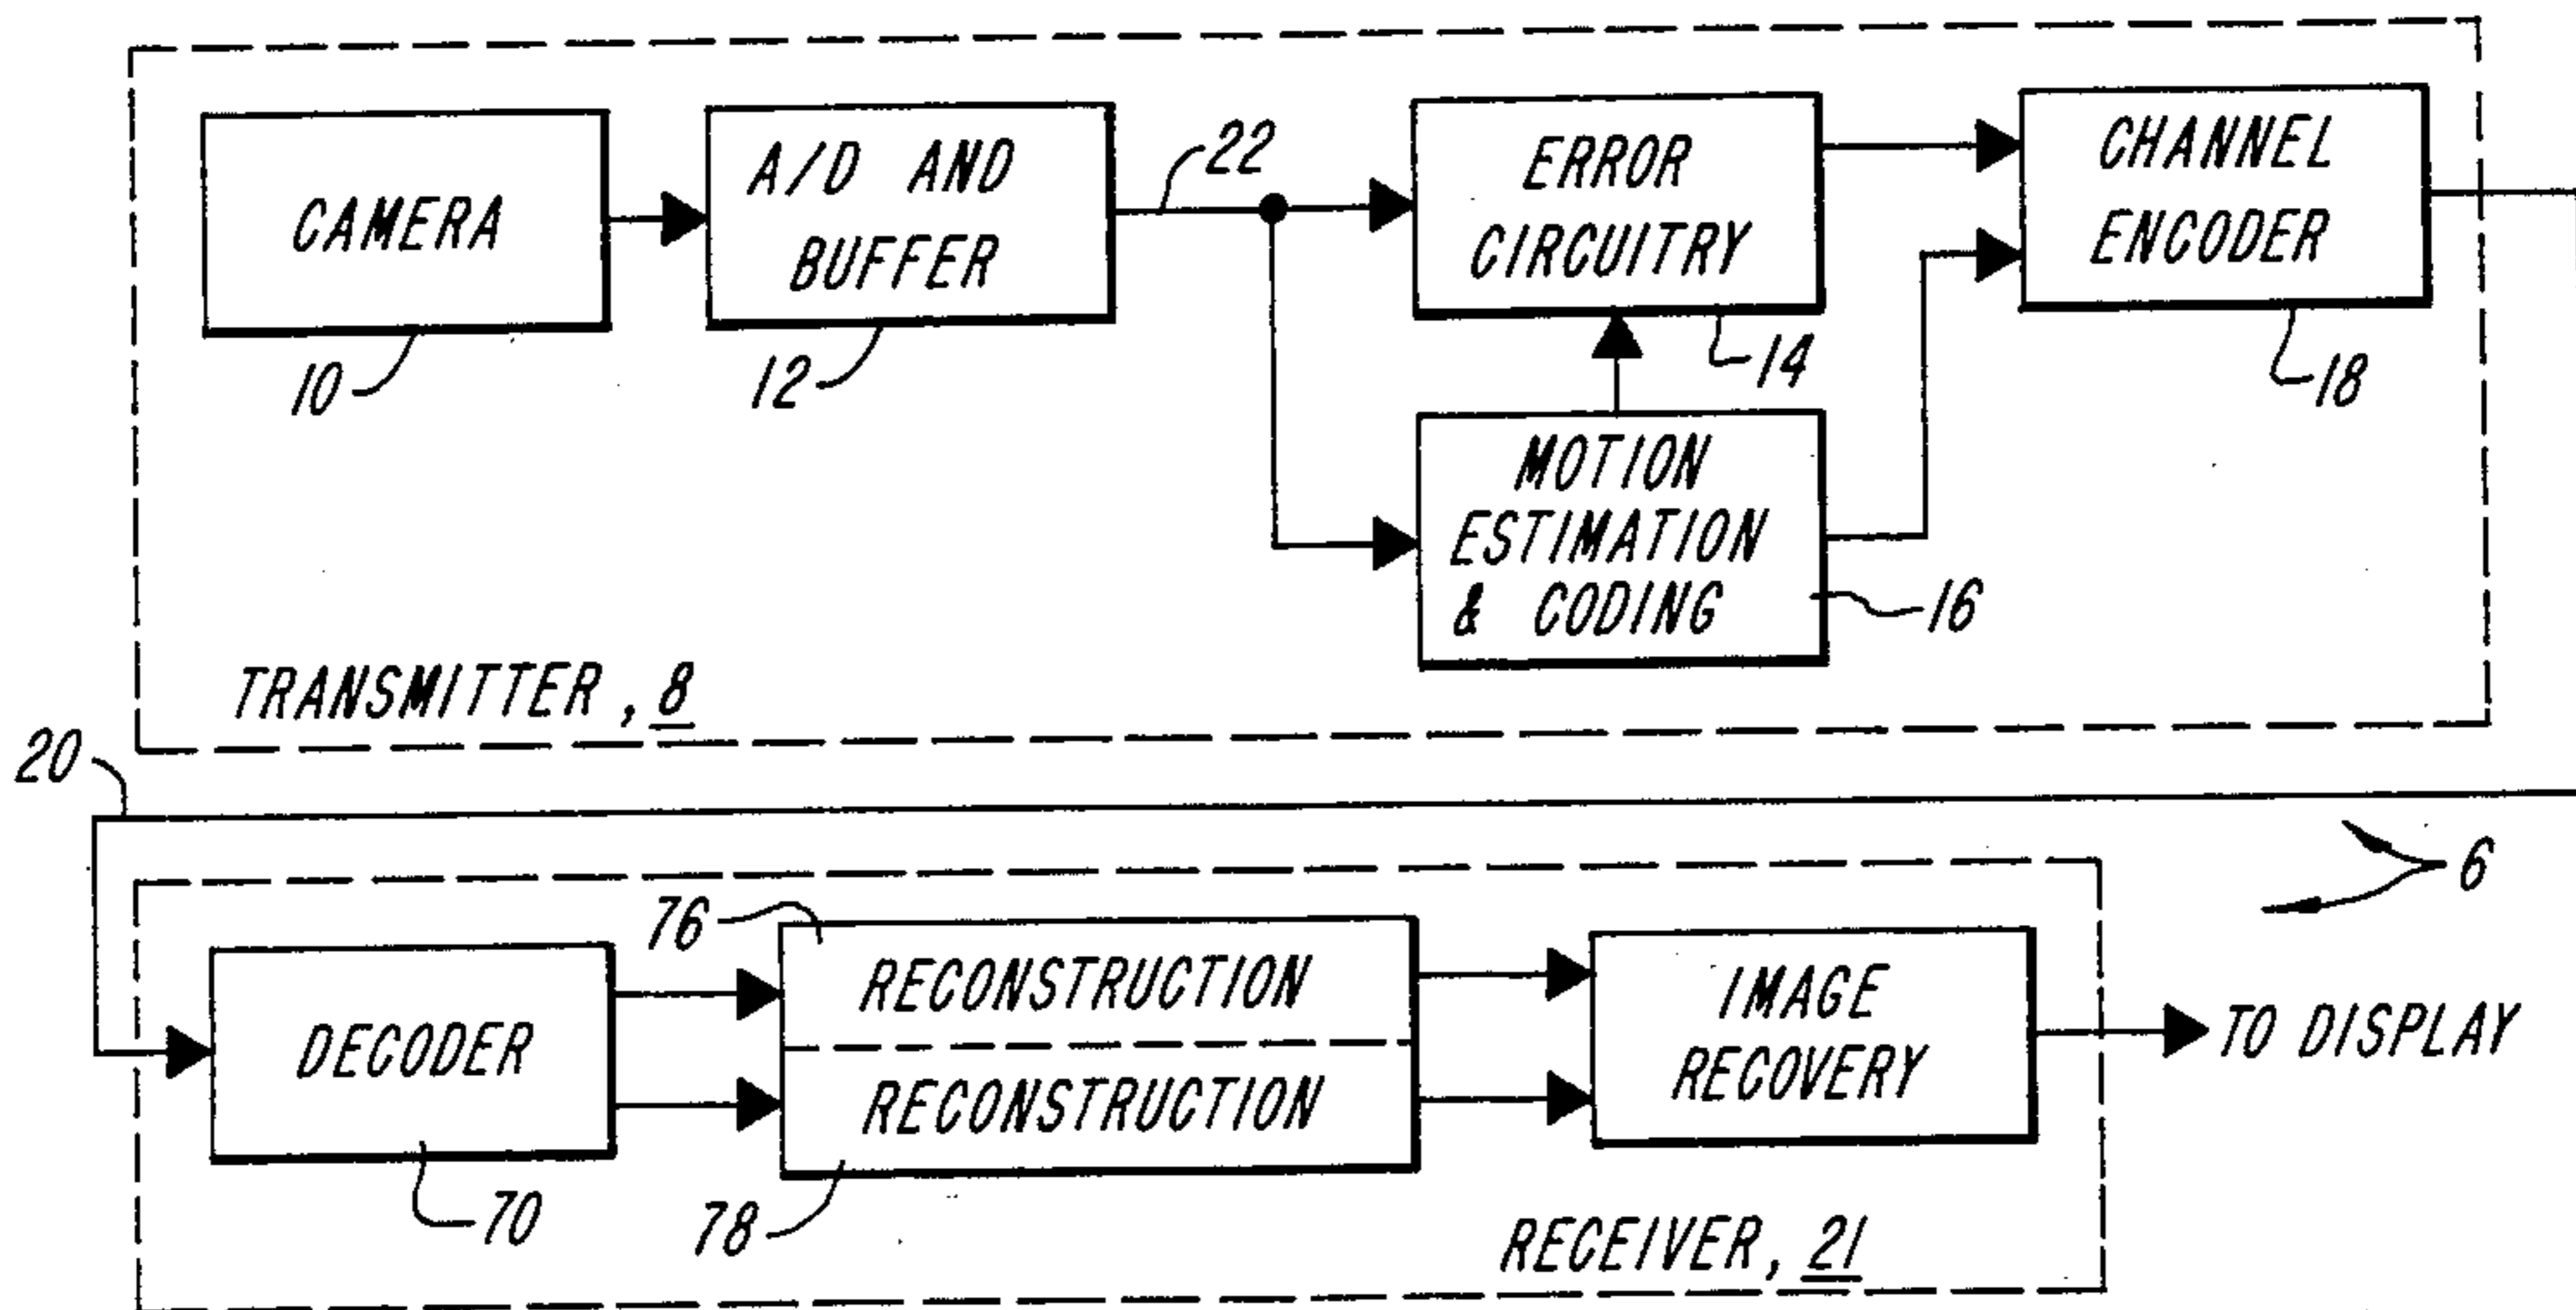 CAMERA
10
A/D AND
BUFFER
12
22
ERROR
CIRCUITRY
14
CHANNEL
ENCODER
18
MOTION
ESTIMATION
& CODING
16
TRANSMITTER, 8
20
6
DECODER
70
76
RECONSTRUCTION
RECONSTRUCTION
78
IMAGE
RECOVERY
TO DISPLAY
RECEIVER, 21